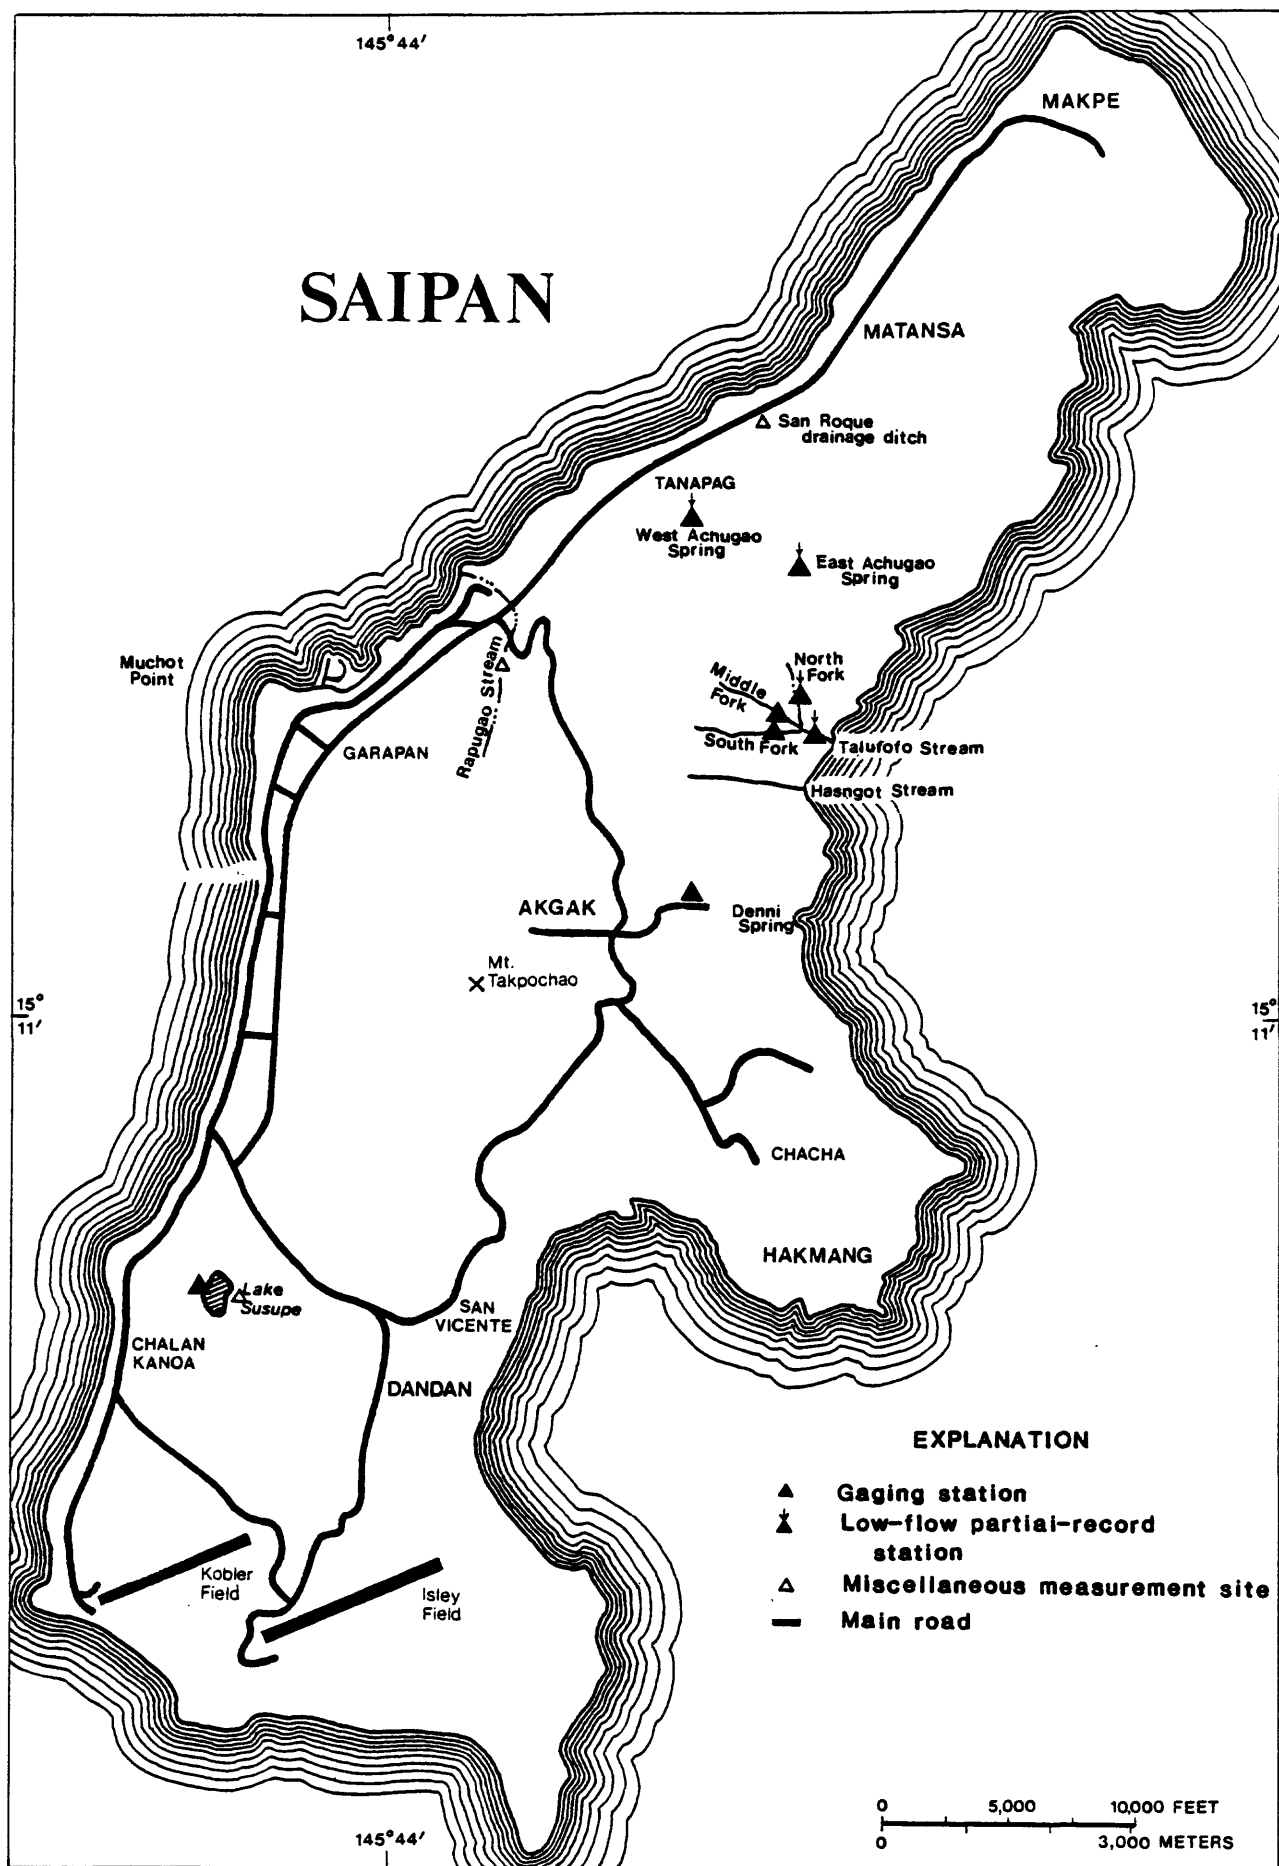 145° 44′
MAKPE
SAIPAN
MATANSA
San Roque
drainage ditch
TANAPAG
West Achugao
Spring
East Achugao
Spring
Muchot
Point
Rapugao Stream
North
Fork
Middle
Fork
South Fork
Talufofo Stream
GARAPAN
Hasngot Stream
AKGAK
Denni
Spring
Mt.
Takpochao
15°
11′
15°
11′
CHACHA
HAKMANG
Lake
Susupe
SAN
VICENTE
CHALAN
KANOA
DANDAN
EXPLANATION
Gaging station
Low-flow partial-record
station
Miscellaneous measurement site
Main road
Kobler
Field
Isley
Field
0 5,000 10,000 FEET
0 3,000 METERS
145° 44′